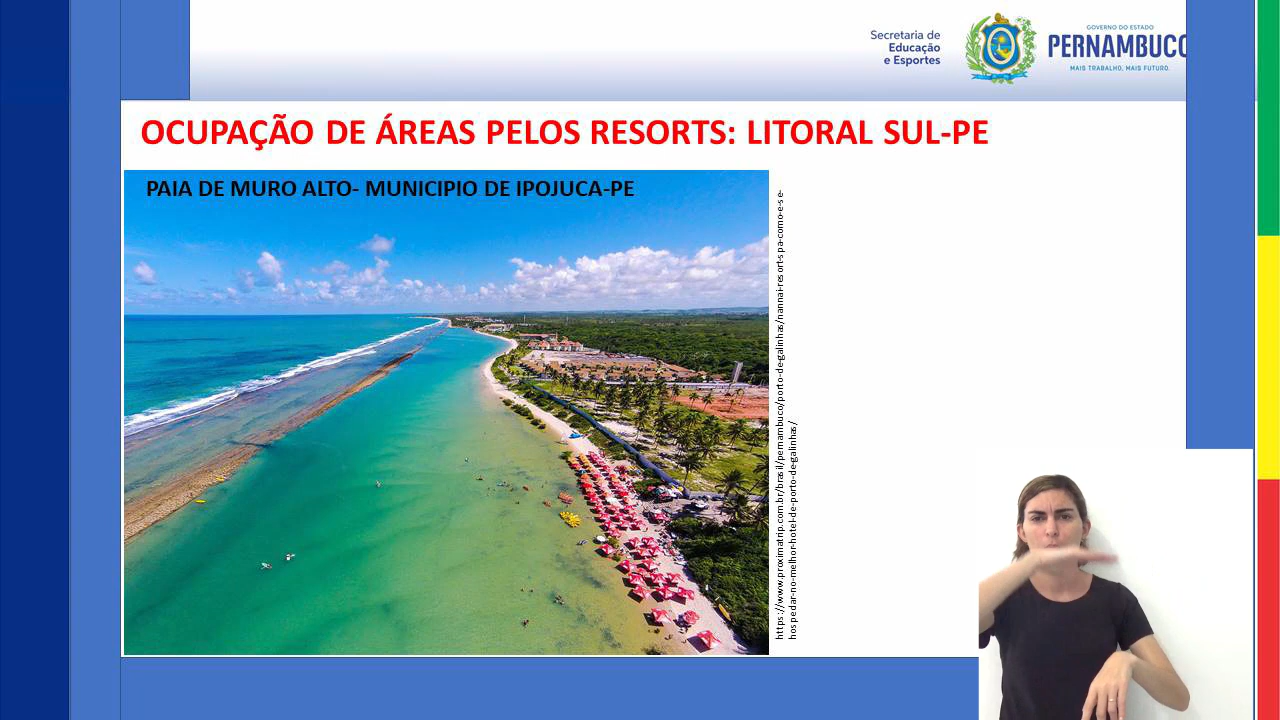 Secretaria de
Educação
e Esportes
GOVERNO DO ESTADO
PERNAMBUCO
MAIS TRABALHO, MAIS FUTURO.
OCUPAÇÃO DE ÁREAS PELOS RESORTS: LITORAL SUL-PE
PAIA DE MURO ALTO- MUNICIPIO DE IPOJUCA-PE
https://www.proximatrip.com.br/brasil/pernambuco/porto-de-galinhas/nannai-resort-spa-como-e-se-
hospedar-no-melhor-hotel-de-porto-de-galinhas/